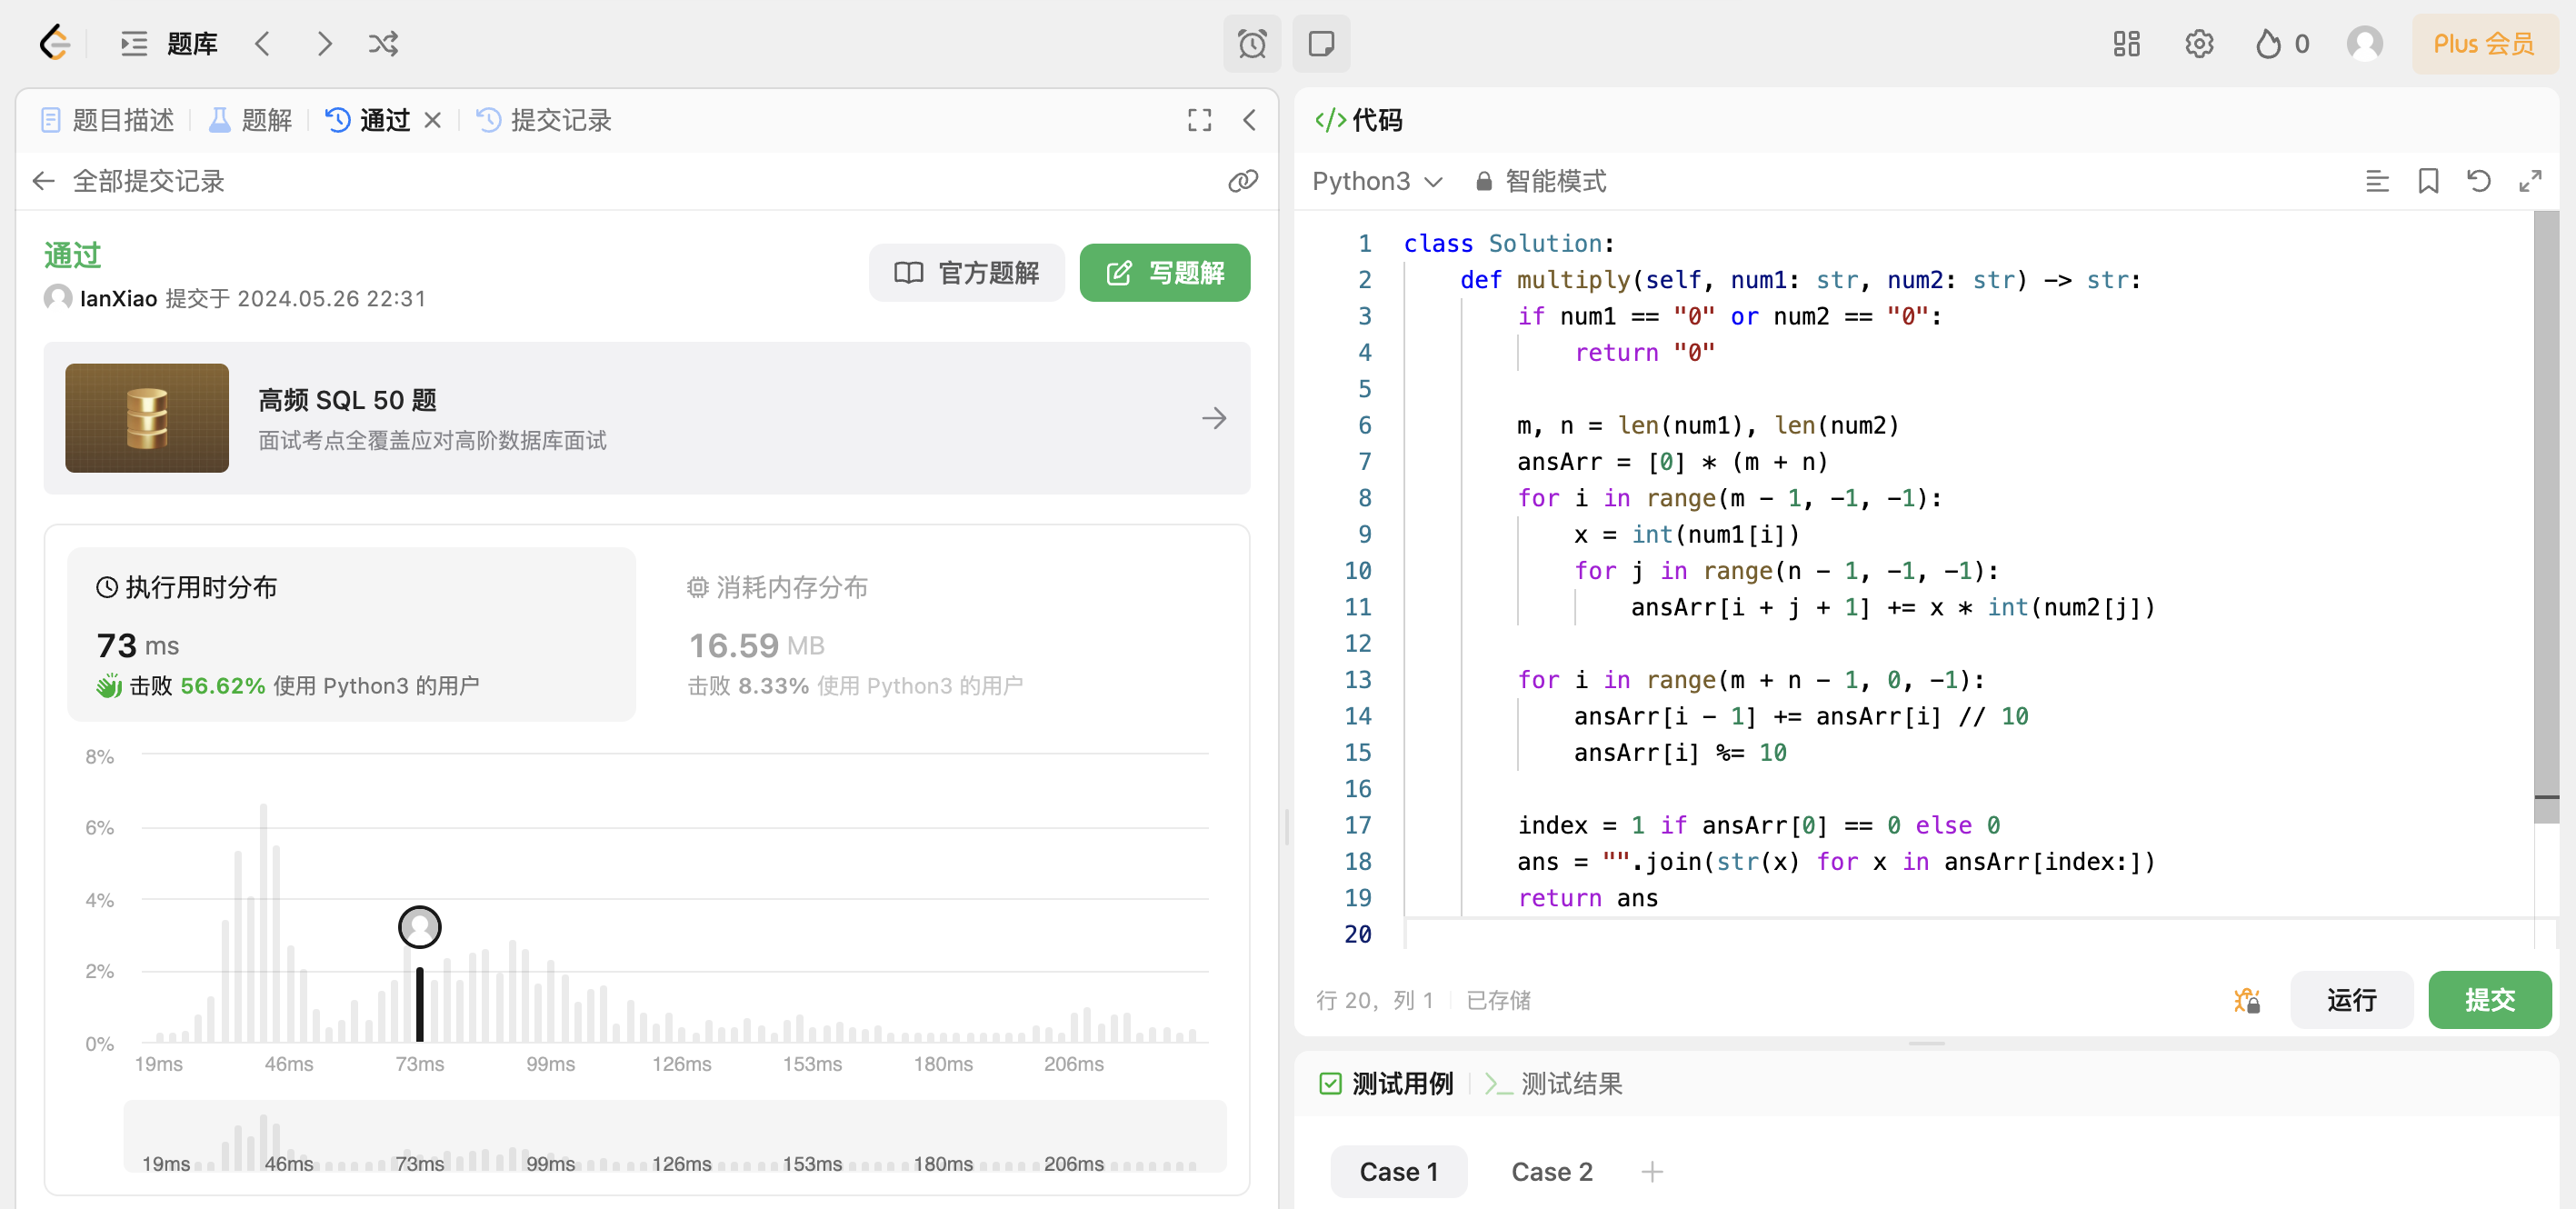 题库
0
Plus 会员
题目描述
题解
通过
提交记录
全部提交记录
通过
IanXiao 提交于 2024.05.26 22:31
官方题解
写题解
高频 SQL 50 题
面试考点全覆盖应对高阶数据库面试
执行用时分布
73 ms
击败 56.62% 使用 Python3 的用户
消耗内存分布
16.59 MB
击败 8.33% 使用 Python3 的用户
8%
6%
4%
2%
0%
19ms 46ms 73ms 99ms 126ms 153ms 180ms 206ms
19ms 46ms 73ms 99ms 126ms 153ms 180ms 206ms
</>代码
Python3 智能模式
1 class Solution:
2     def multiply(self, num1: str, num2: str) -> str:
3         if num1 == "0" or num2 == "0":
4             return "0"
5
6         m, n = len(num1), len(num2)
7         ansArr = [0] * (m + n)
8         for i in range(m - 1, -1, -1):
9             x = int(num1[i])
10             for j in range(n - 1, -1, -1):
11                 ansArr[i + j + 1] += x * int(num2[j])
12
13         for i in range(m + n - 1, 0, -1):
14             ansArr[i - 1] += ansArr[i] // 10
15             ansArr[i] %= 10
16
17         index = 1 if ansArr[0] == 0 else 0
18         ans = "".join(str(x) for x in ansArr[index:])
19         return ans
20
行 20，列 1 已存储
运行
提交
测试用例
测试结果
Case 1
Case 2